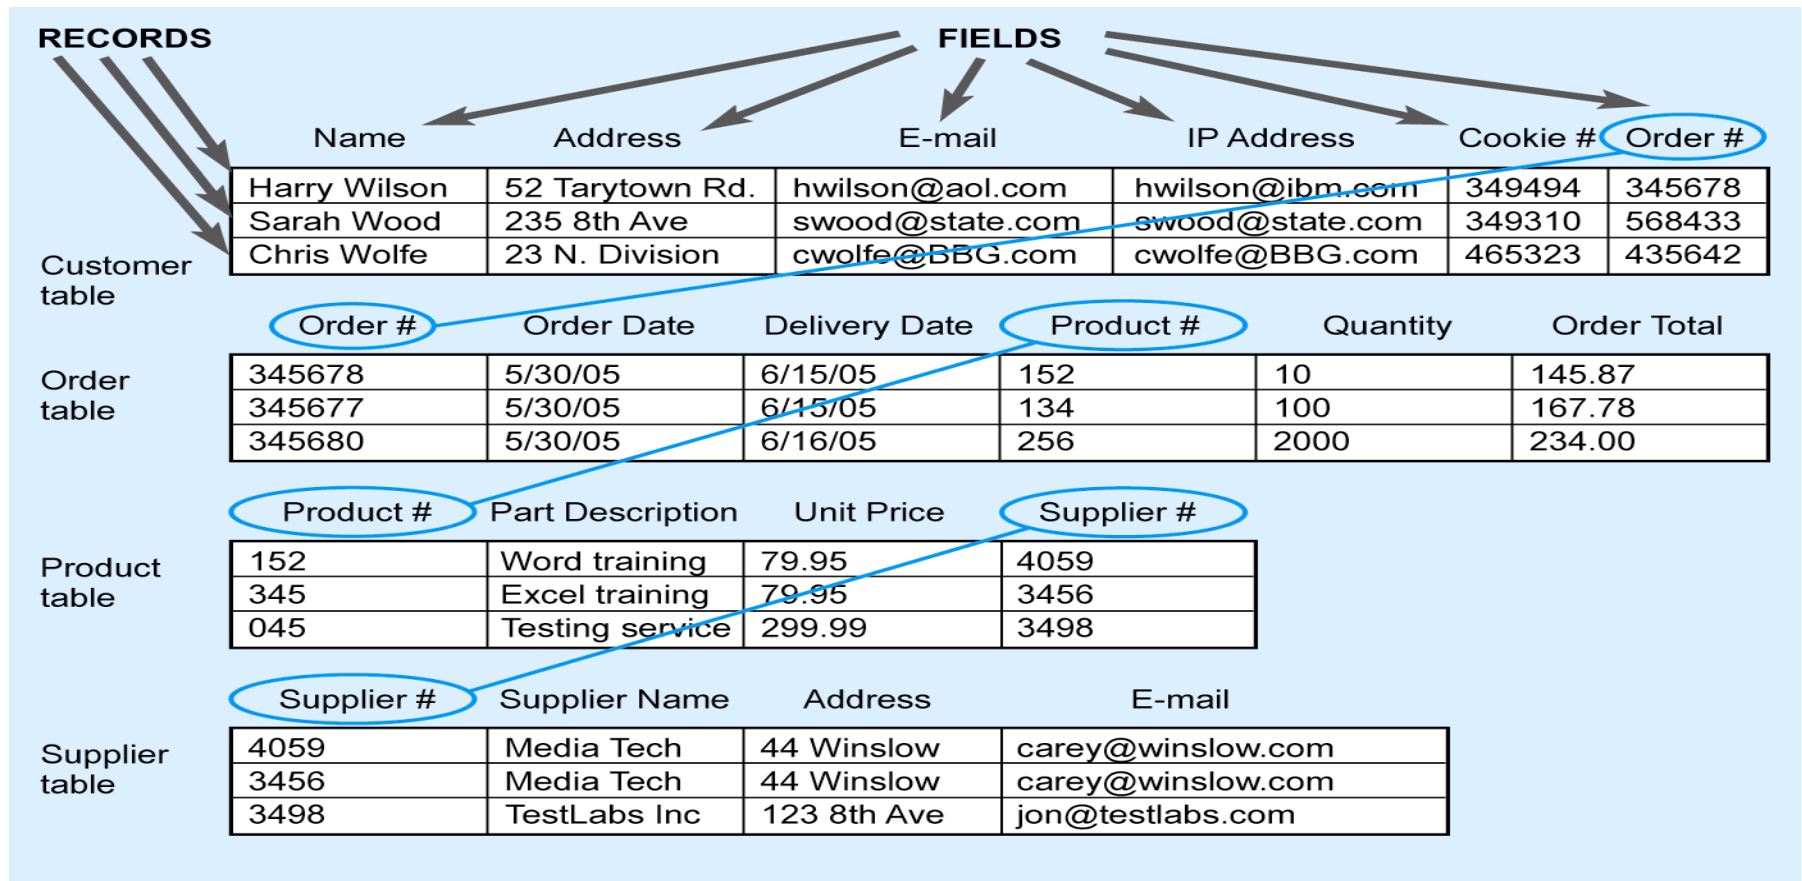 RECORDS FIELDS
Name Address E-mail IP Address Cookie # Order #
Harry Wilson 52 Tarytown Rd. hwilson@aol.com hwilson@ibm.com 349494 345678
Sarah Wood 235 8th Ave swood@state.com swood@state.com 349310 568433
Chris Wolfe 23 N. Division cwolfe@BBG.com cwolfe@BBG.com 465323 435642
Customer
table
Order # Order Date Delivery Date Product # Quantity Order Total
345678 5/30/05 6/15/05 152 10 145.87
Order
table
345677 5/30/05 6/15/05 134 100 167.78
345680 5/30/05 6/16/05 256 2000 234.00
Product # Part Description Unit Price Supplier #
152 Word training 79.95 4059
Product
table
345 Excel training 79.95 3456
045 Testing service 299.99 3498
Supplier # Supplier Name Address E-mail
4059 Media Tech 44 Winslow carey@winslow.com
Supplier
table
3456 Media Tech 44 Winslow carey@winslow.com
3498 TestLabs Inc 123 8th Ave jon@testlabs.com